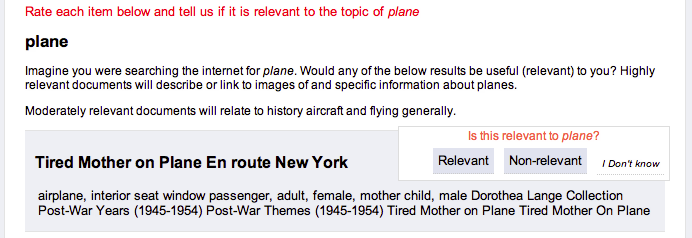 Rate each item below and tell us if it is relevant to the topic of plane
plane
Imagine you were searching the internet for plane. Would any of the below results be useful (relevant) to you? Highly
relevant documents will describe or link to images of and specific information about planes.
Moderately relevant documents will relate to history aircraft and flying generally.
Is this relevant to plane?
Tired Mother on Plane En route New York
Relevant Non-relevant I Don't know
airplane, interior seat window passenger, adult, female, mother child, male Dorothea Lange Collection
Post-War Years (1945-1954) Post-War Themes (1945-1954) Tired Mother on Plane Tired Mother On Plane